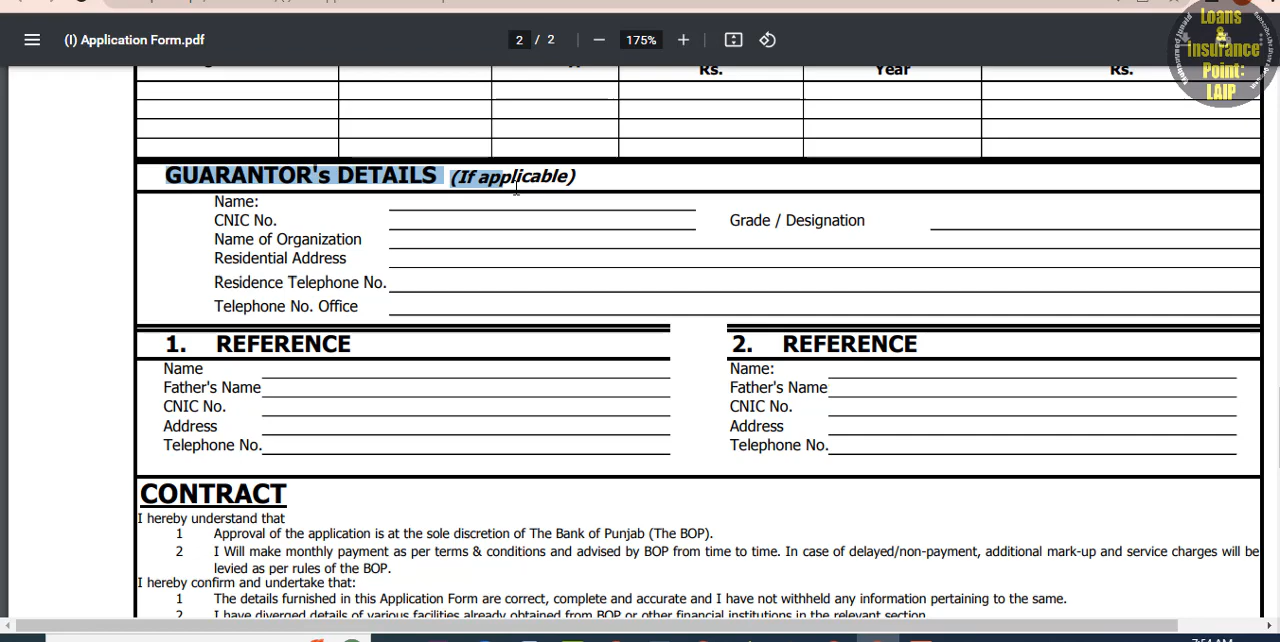 (I) Application Form.pdf
2 / 2
175%
Loans
&
Insurance
Point:
LAIP
Rs.
Year
Rs.
GUARANTOR's DETAILS (If applicable)
Name:
CNIC No.
Grade / Designation
Name of Organization
Residential Address
Residence Telephone No.
Telephone No. Office
1. REFERENCE
Name
Father's Name
CNIC No.
Address
Telephone No.
2. REFERENCE
Name:
Father's Name
CNIC No.
Address
Telephone No.
CONTRACT
I hereby understand that
1 Approval of the application is at the sole discretion of The Bank of Punjab (The BOP).
2 I Will make monthly payment as per terms & conditions and advised by BOP from time to time. In case of delayed/non-payment, additional mark-up and service charges will be
levied as per rules of the BOP.
I hereby confirm and undertake that:
1 The details furnished in this Application Form are correct, complete and accurate and I have not withheld any information pertaining to the same.
2 I have diverged details of various facilities already obtained from BOP or other financial institutions in the relevant section.
7:54 AM